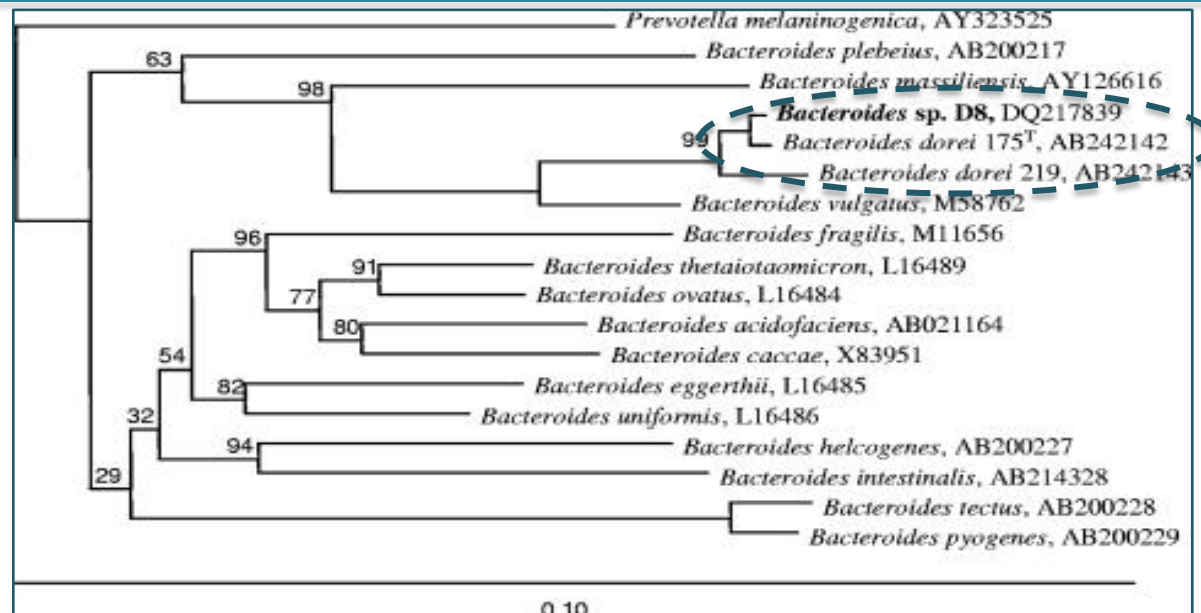 Prevotella melaninogenica, AY323525
63 Bacteroides plebeius, AB200217
98 Bacteroides massiliensis, AY126616
Bacteroides sp. D8, DQ217839
99 Bacteroides dorei 175T, AB242142
Bacteroides dorei 219, AB242143
Bacteroides vulgatus, M58762
96 Bacteroides fragilis, M11656
91 Bacteroides thetaiotaomicron, L16489
77 Bacteroides ovatus, L16484
80 Bacteroides acidofaciens, AB021164
54 Bacteroides caccae, X83951
82 Bacteroides eggerthii, L16485
32 Bacteroides uniformis, L16486
94 Bacteroides helcogenes, AB200227
29 Bacteroides intestinalis, AB214328
Bacteroides tectus, AB200228
Bacteroides pyogenes, AB200229
0.10